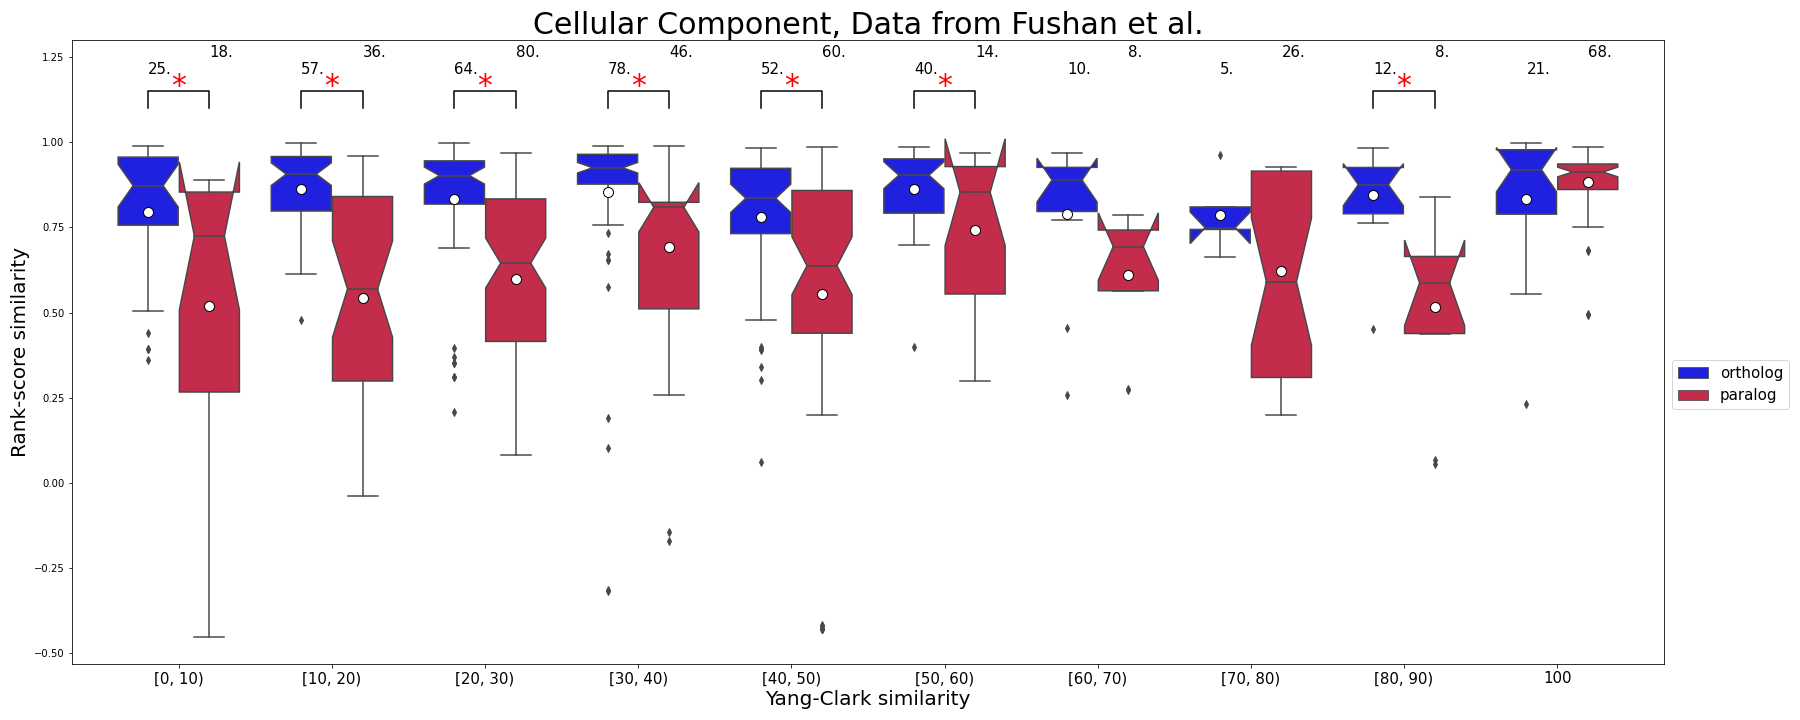 Cellular Component, Data from Fushan et al.
1.25
1.00
0.75
0.50
0.25
0.00
−0.25
−0.50
Rank-score similarity
18. 36. 80. 46. 60. 14. 8. 26. 8. 68.
25. 57. 64. 78. 52. 40. 10. 5. 12. 21.
* * * * * * *
ortholog
paralog
[0, 10) [10, 20) [20, 30) [30, 40) [40, 50) [50, 60) [60, 70) [70, 80) [80, 90) 100
Yang-Clark similarity